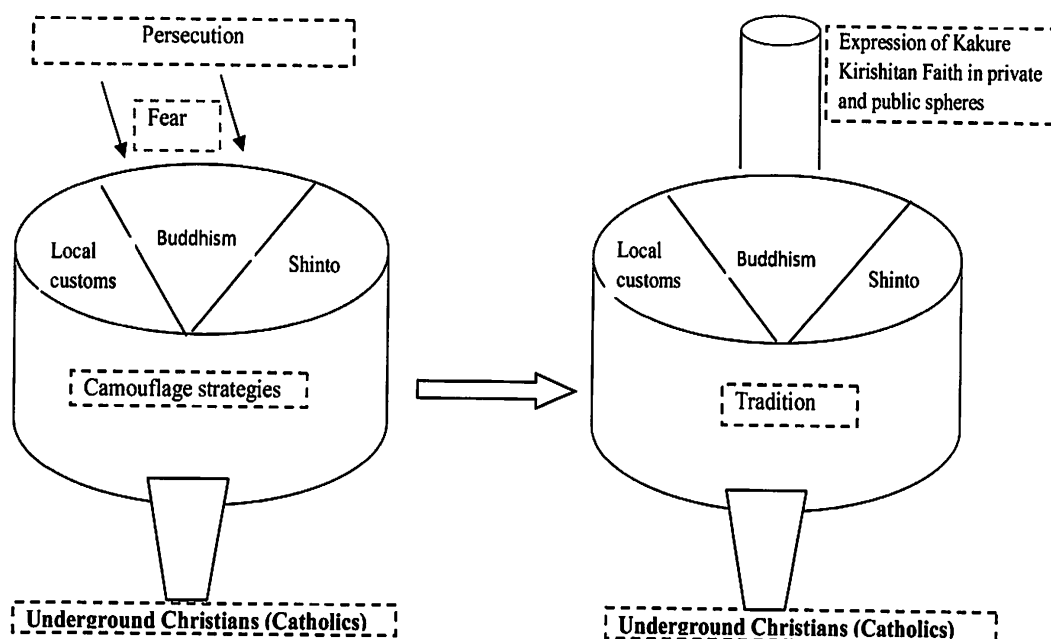 Persecution
Fear
Local
customs
Buddhism
Shinto
Camouflage strategies
Underground Christians (Catholics)
Expression of Kakure
Kirishitan Faith in private
and public spheres
Local
customs
Buddhism
Shinto
Tradition
Underground Christians (Catholics)